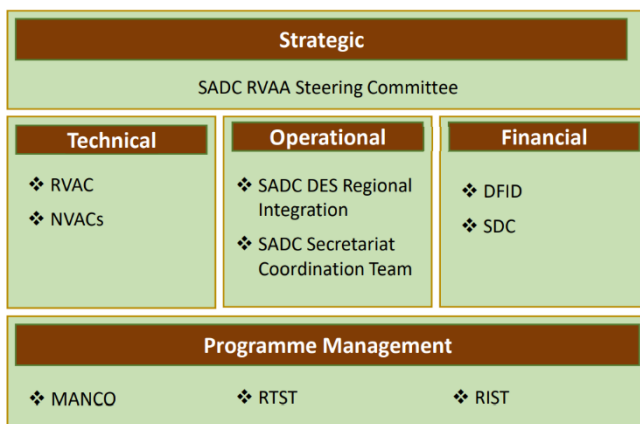 Strategic
SADC RVAA Steering Committee
Technical
❖ RVAC
❖ NVACs
Operational
❖ SADC DES Regional
Integration
❖ SADC Secretariat
Coordination Team
Financial
❖ DFID
❖ SDC
Programme Management
❖ MANCO
❖ RTST
❖ RIST